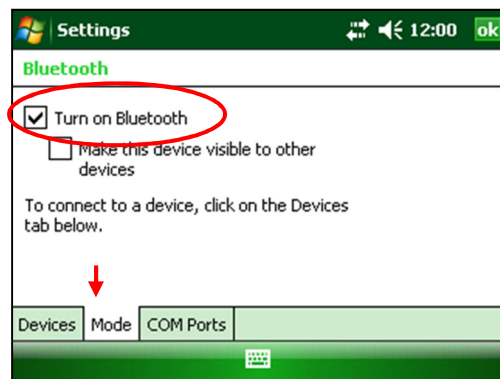 Settings 12:00 ok
Bluetooth
Turn on Bluetooth
Make this device visible to other
devices
To connect to a device, click on the Devices
tab below.
Devices Mode COM Ports